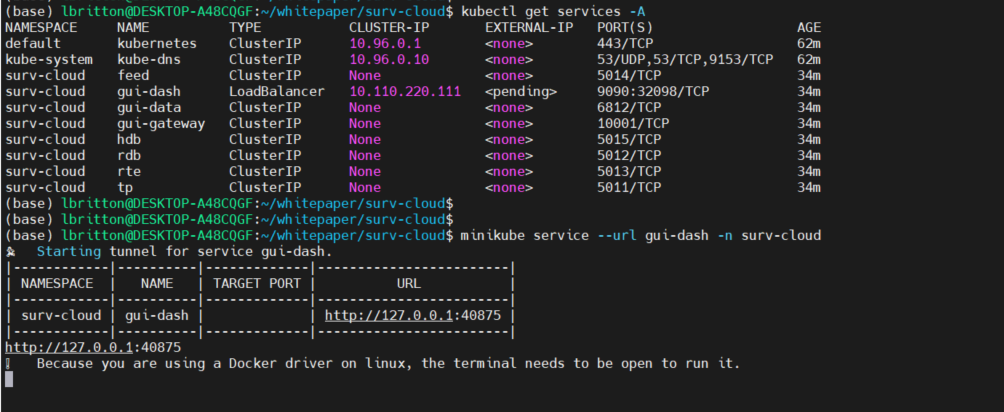 (base) lbritton@DESKTOP-A48CQGF:~/whitepaper/surv-cloud$ kubectl get services -A
NAMESPACE     NAME          TYPE           CLUSTER-IP       EXTERNAL-IP   PORT(S)                  AGE
default       kubernetes    ClusterIP      10.96.0.1        <none>        443/TCP                  62m
kube-system   kube-dns      ClusterIP      10.96.0.10       <none>        53/UDP,53/TCP,9153/TCP   62m
surv-cloud    feed          ClusterIP      None             <none>        5014/TCP                 34m
surv-cloud    gui-dash      LoadBalancer   10.110.220.111   <pending>     9090:32098/TCP           34m
surv-cloud    gui-data      ClusterIP      None             <none>        6812/TCP                 34m
surv-cloud    gui-gateway   ClusterIP      None             <none>        10001/TCP                34m
surv-cloud    hdb           ClusterIP      None             <none>        5015/TCP                 34m
surv-cloud    rdb           ClusterIP      None             <none>        5012/TCP                 34m
surv-cloud    rte           ClusterIP      None             <none>        5013/TCP                 34m
surv-cloud    tp            ClusterIP      None             <none>        5011/TCP                 34m
(base) lbritton@DESKTOP-A48CQGF:~/whitepaper/surv-cloud$
(base) lbritton@DESKTOP-A48CQGF:~/whitepaper/surv-cloud$
(base) lbritton@DESKTOP-A48CQGF:~/whitepaper/surv-cloud$ minikube service --url gui-dash -n surv-cloud
Starting tunnel for service gui-dash.
|------------|----------|-------------|------------------------|
| NAMESPACE  |   NAME   | TARGET PORT |          URL           |
|------------|----------|-------------|------------------------|
| surv-cloud | gui-dash |             | http://127.0.0.1:40875 |
|------------|----------|-------------|------------------------|
http://127.0.0.1:40875
Because you are using a Docker driver on linux, the terminal needs to be open to run it.